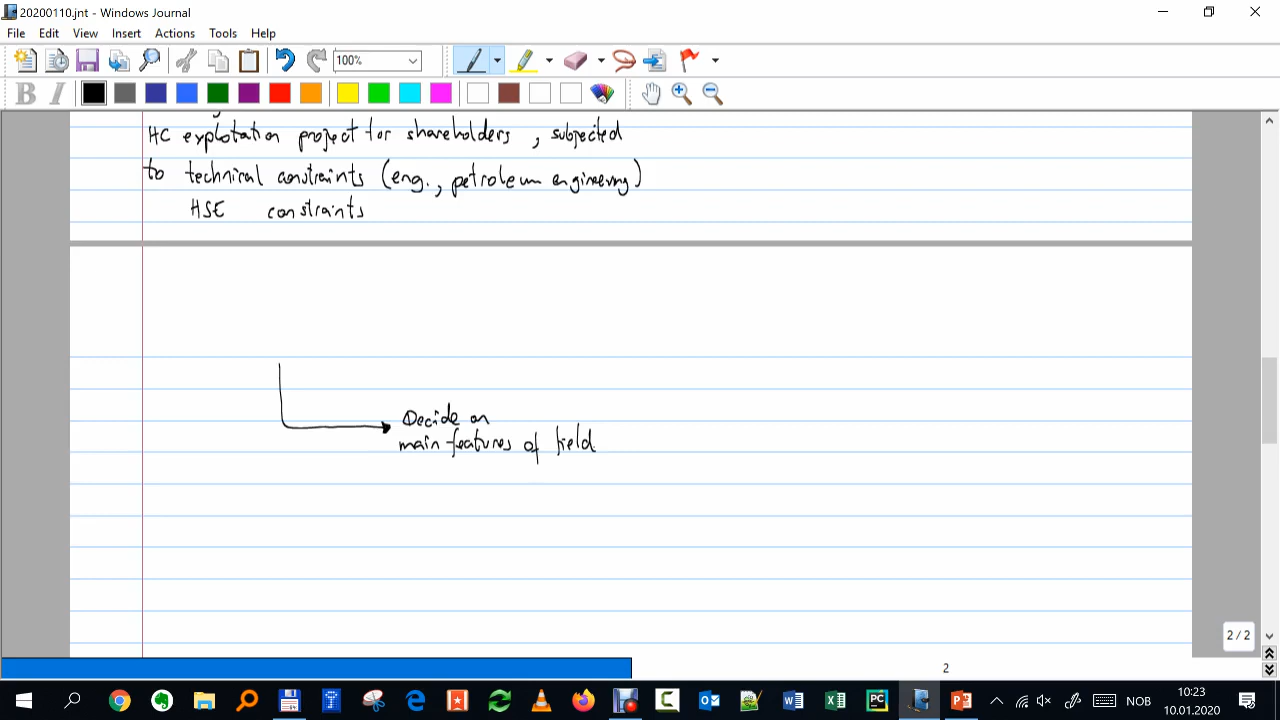 20200110.jnt - Windows Journal
File Edit View Insert Actions Tools Help
100%
B I
HC explotation project for shareholders , subjected
to technical constraints (eng., petroleum engineering)
HSE constraints
Decide on
main features of field
2 / 2
2
NOB
10:23
10.01.2020